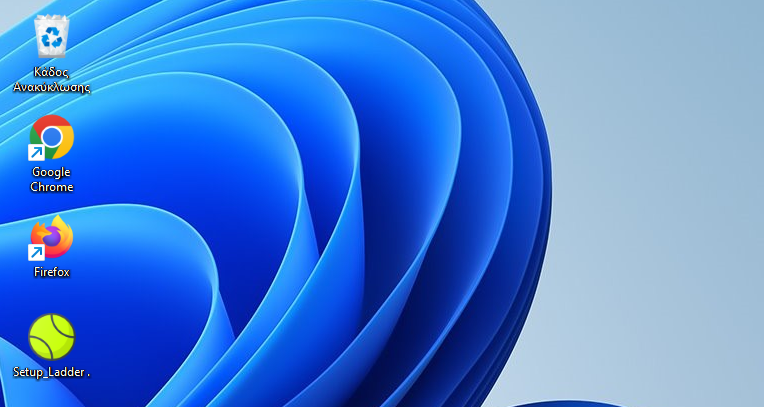 Κάδος
Ανακύκλωσης
Google
Chrome
Firefox
Setup_Ladder .